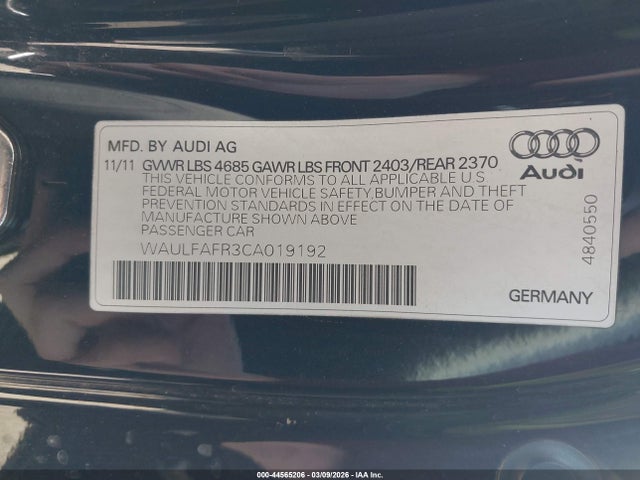 MFD. BY AUDI AG
11/11 GVWR LBS 4685 GAWR LBS FRONT 2403/REAR 2370
THIS VEHICLE CONFORMS TO ALL APPLICABLE U.S
FEDERAL MOTOR VEHICLE SAFETY,BUMPER AND THEFT
PREVENTION STANDARDS IN EFFECT ON THE DATE OF
MANUFACTURE SHOWN ABOVE
PASSENGER CAR
WAULFAFR3CA019192
Audi
4840550
GERMANY
000-44565206 | 03/09/2026 | IAA Inc.